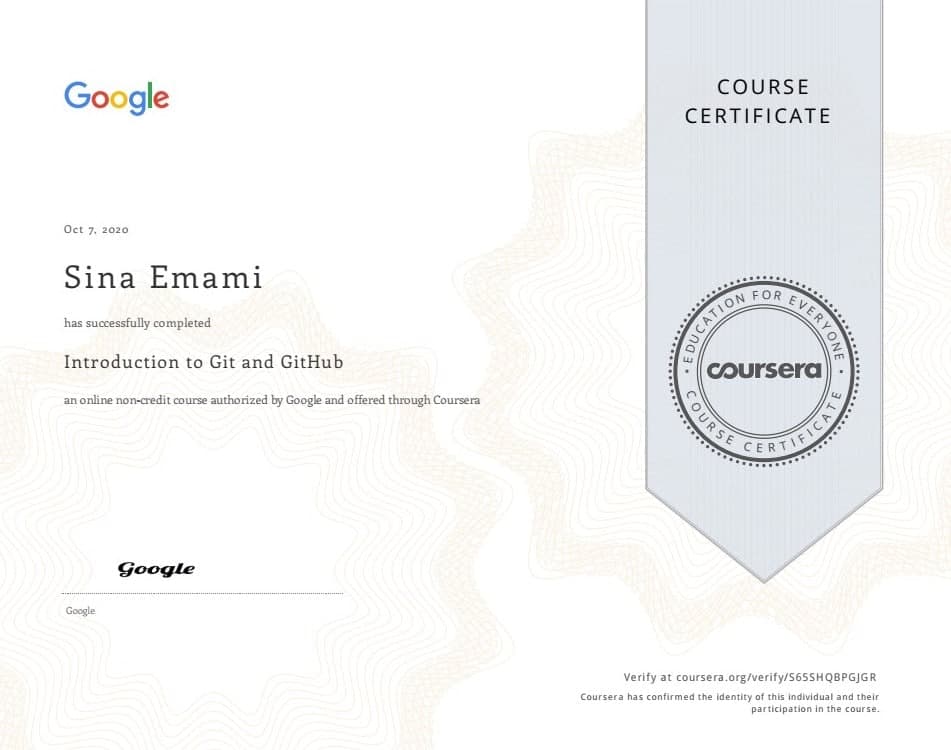 Google
COURSE
CERTIFICATE
Oct 7, 2020
Sina Emami
has successfully completed
Introduction to Git and GitHub
an online non-credit course authorized by Google and offered through Coursera
EDUCATION FOR EVERYONE
coursera
COURSE CERTIFICATE
Google
Google
Verify at coursera.org/verify/S65SHQBPGJGR
Coursera has confirmed the identity of this individual and their
participation in the course.